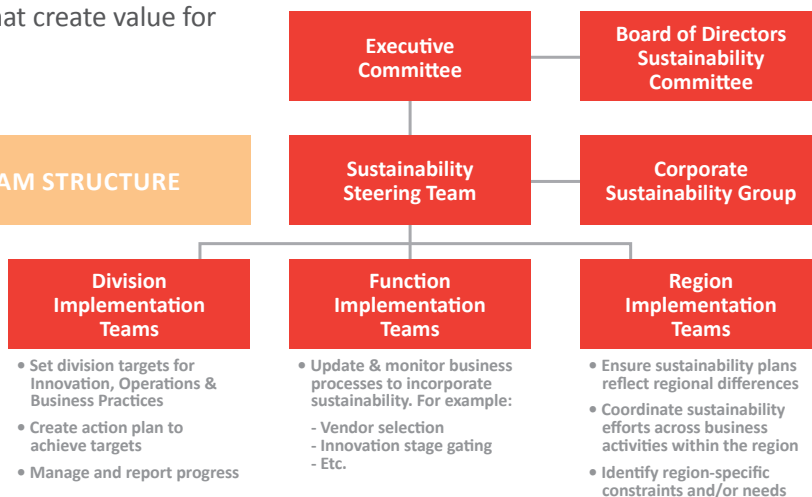 create value for
Executive
Committee
Board of Directors
Sustainability
Committee
STRUCTURE
Sustainability
Steering Team
Corporate
Sustainability Group
Division
Implementation
Teams
• Set division targets for
Innovation, Operations &
Business Practices
• Create action plan to
achieve targets
• Manage and report progress
Function
Implementation
Teams
• Update & monitor business
processes to incorporate
sustainability. For example:
- Vendor selection
- Innovation stage gating
- Etc.
Region
Implementation
Teams
• Ensure sustainability plans
reflect regional differences
• Coordinate sustainability
efforts across business
activities within the region
• Identify region-specific
constraints and/or needs